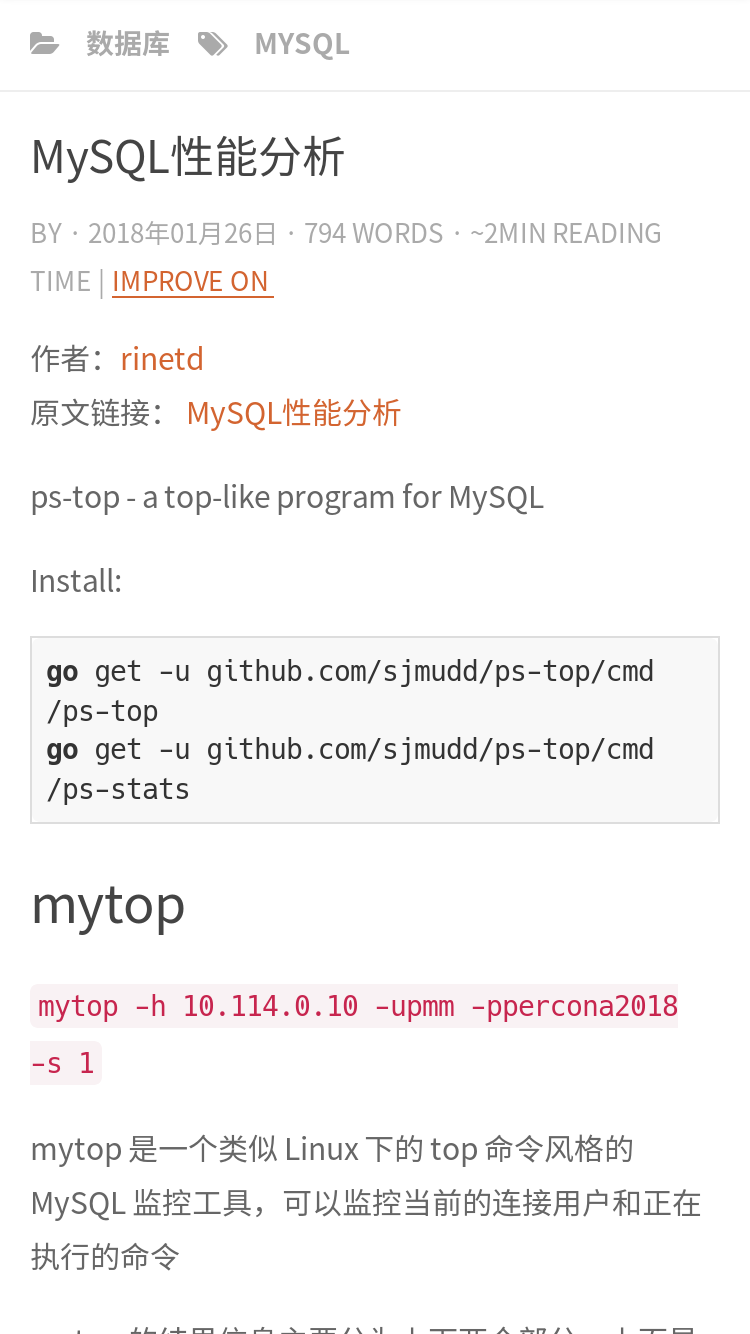 数据库 MYSQL
MySQL性能分析
BY · 2018年01月26日 · 794 WORDS · ~2MIN READING
TIME | IMPROVE ON
作者： rinetd
原文链接： MySQL性能分析
ps-top - a top-like program for MySQL
Install:
go get -u github.com/sjmudd/ps-top/cmd
/ps-top
go get -u github.com/sjmudd/ps-top/cmd
/ps-stats
mytop
mytop -h 10.114.0.10 -upmm -ppercona2018
-s 1
mytop 是一个类似 Linux 下的 top 命令风格的
MySQL 监控工具，可以监控当前的连接用户和正在
执行的命令